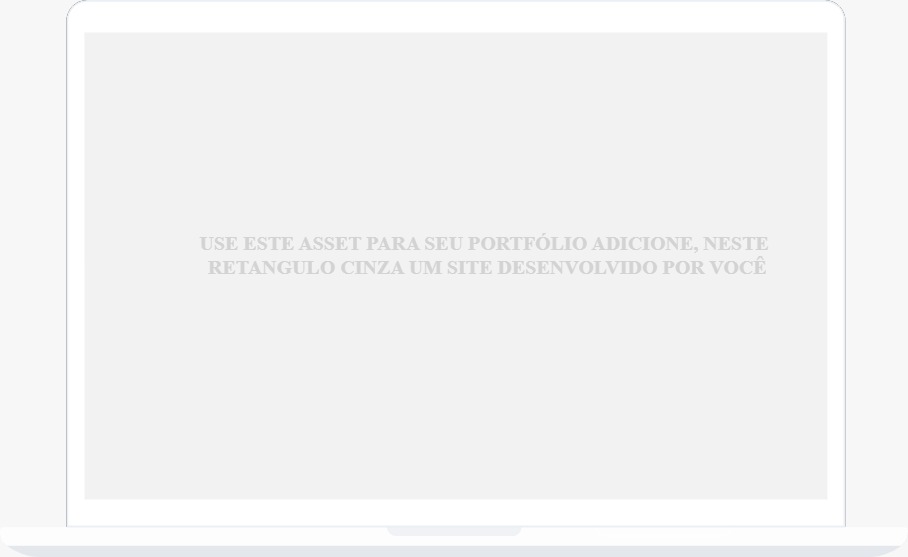 USE ESTE ASSET PARA SEU PORTFÓLIO ADICIONE, NESTE
RETANGULO CINZA UM SITE DESENVOLVIDO POR VOCÊ